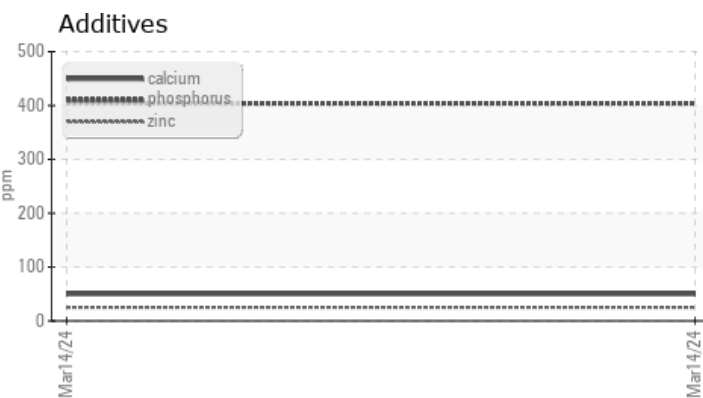 Additives
500
400
300
200
100
0
ppm
calcium
phosphorus
zinc
Mar14/24
Mar14/24